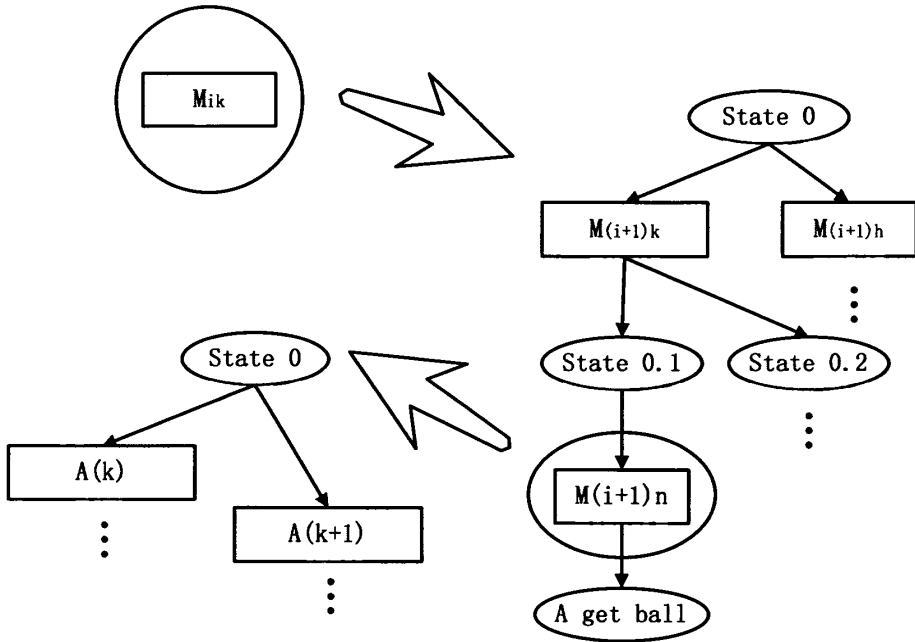 Mik
State 0
M(i+1)k
M(i+1)h
State 0
State 0.1
State 0.2
A(k)
M(i+1)n
A(k+1)
A get ball